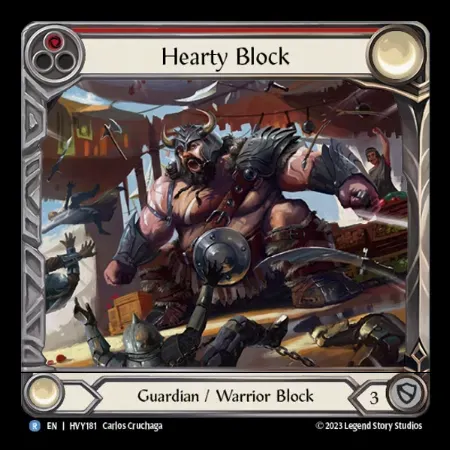 Hearty Block
Guardian / Warrior Block
3
R EN | HVY181 Carlos Cruchaga
©2023 Legend Story Studios